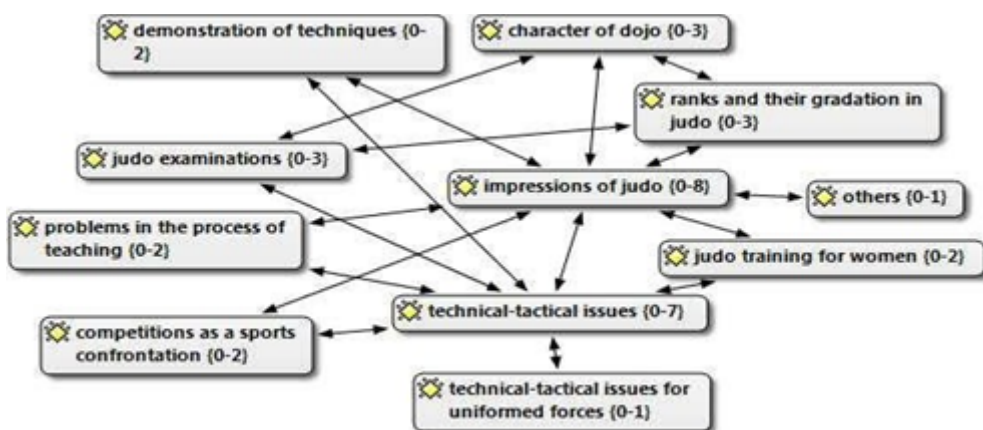 demonstration of techniques {0-
2}
character of dojo {0-3}
ranks and their gradation in
judo {0-3}
judo examinations {0-3}
impressions of judo {0-8}
others {0-1}
problems in the process of
teaching {0-2}
judo training for women {0-2}
technical-tactical issues {0-7}
competitions as a sports
confrontation {0-2}
technical-tactical issues for
uniformed forces {0-1}